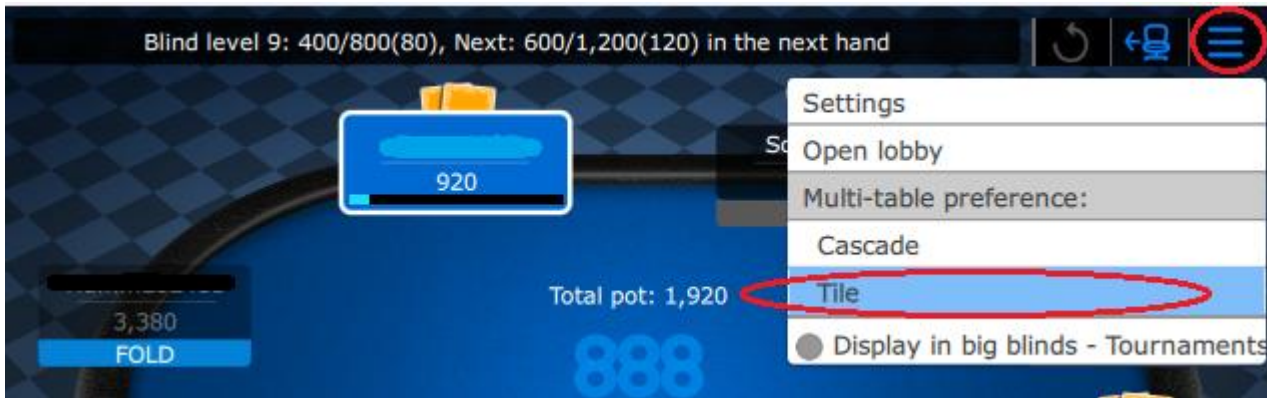 Blind level 9: 400/800(80), Next: 600/1,200(120) in the next hand
Settings
Open lobby
Multi-table preference:
Cascade
Tile
Display in big blinds - Tournaments
920
Total pot: 1,920
3,380
FOLD
888